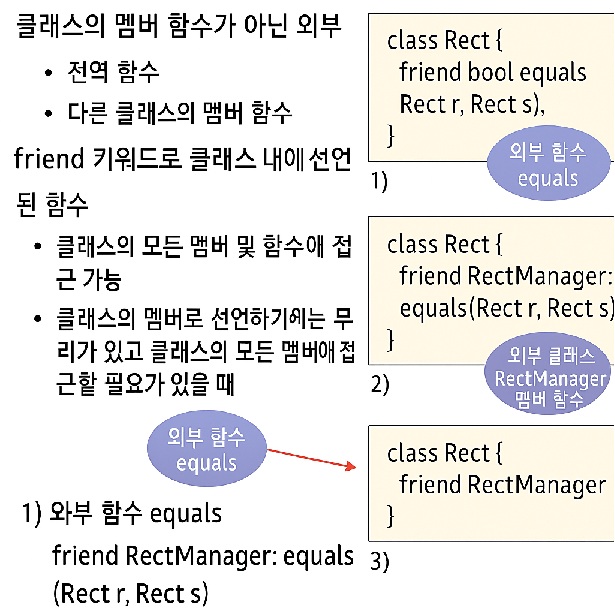 클래스의 멤버 함수가 아닌 외부
• 전역 함수
• 다른 클래스의 멤버 함수
friend 키워드로 클래스 내에 선언
된 함수
• 클래스의 모든 멤버 및 함수애 접
근 가능
• 클래스의 멤버로 선언하기에는 무
리가 있고 클래스의 모든 멤버애 접
근할 필요가 있을 때
외부 함수
equals
1) 와부 함수 equals
friend RectManager: equals
(Rect r, Rect s)
class Rect {
friend bool equals
Rect r, Rect s),
}
외부 함수
equals
1)
class Rect {
friend RectManager:
equals(Rect r, Rect s)
}
외부 클래스
RectManager
멤버 함수
2)
class Rect {
friend RectManager
}
3)